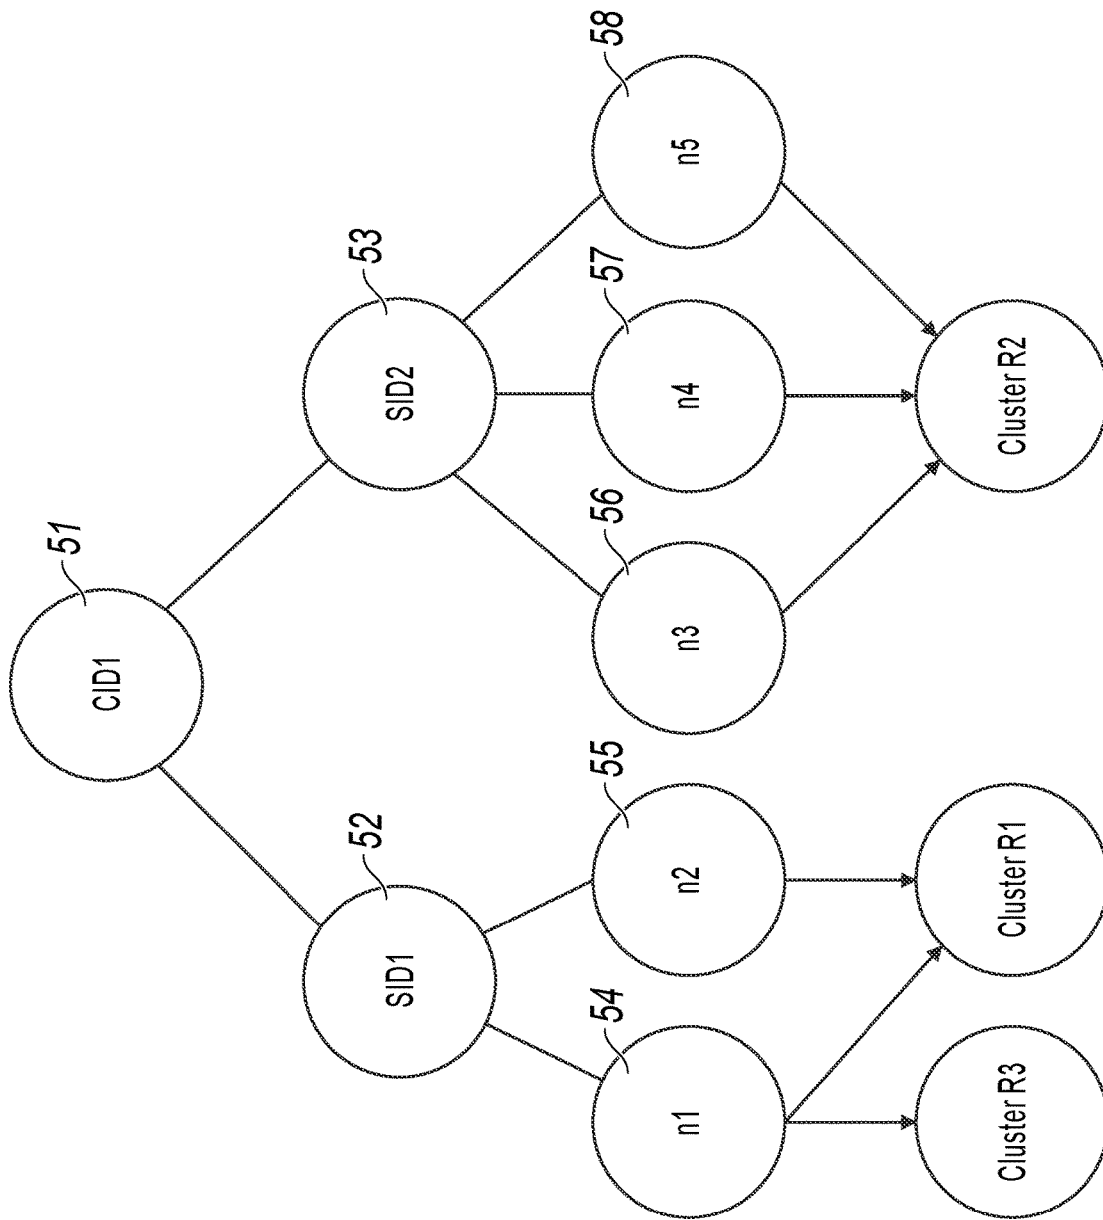 51
CID1
52
SID1
53
SID2
54
n1
55
n2
56
n3
57
n4
58
n5
Cluster R3
Cluster R1
Cluster R2